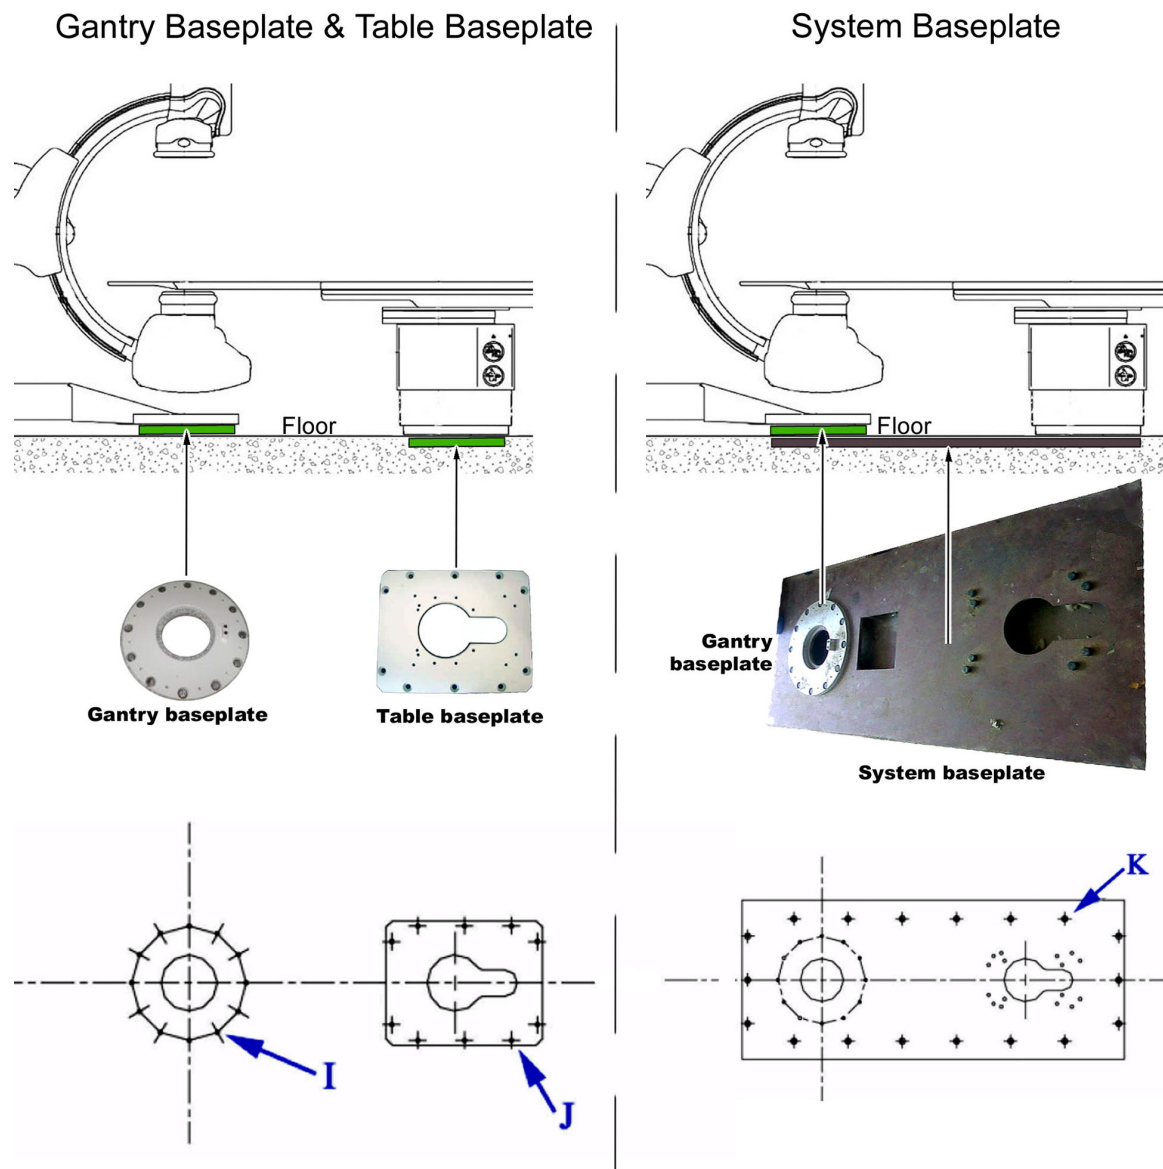 Gantry Baseplate & Table Baseplate
System Baseplate
Floor
Floor
Gantry baseplate
Table baseplate
Gantry
baseplate
System baseplate
I
J
K